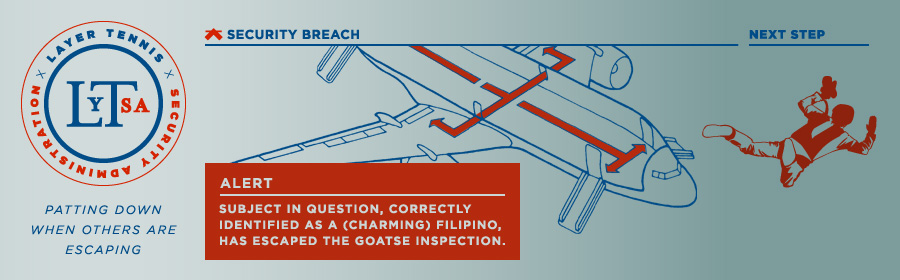 LAYER TENNIS
X SECURITY ADMINISTRATION X
LyTSA
PATTING DOWN
WHEN OTHERS ARE
ESCAPING
SECURITY BREACH
ALERT
SUBJECT IN QUESTION, CORRECTLY
IDENTIFIED AS A (CHARMING) FILIPINO,
HAS ESCAPED THE GOATSE INSPECTION.
NEXT STEP